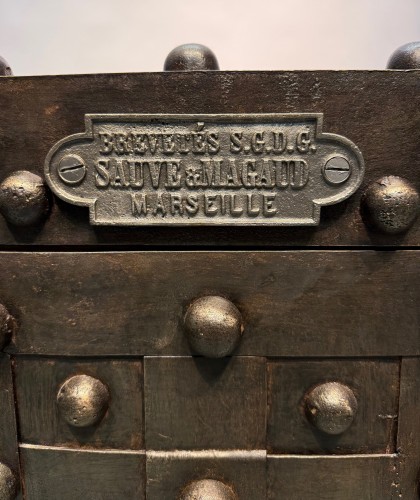 BREVETÉS S.G.D.G.
SAUVE & MAGAUD
MARSEILLE